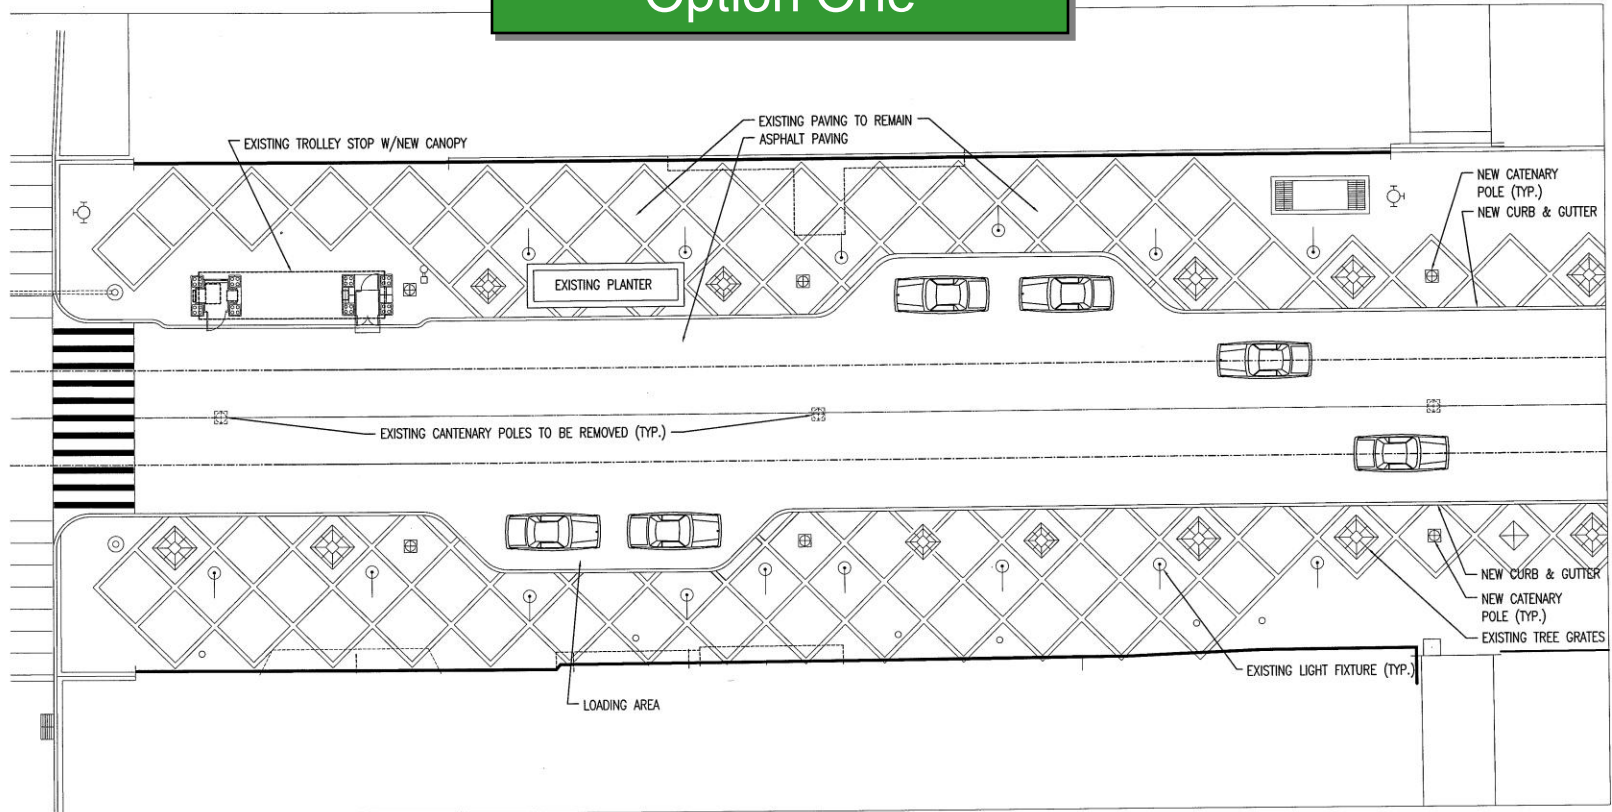 Option One
EXISTING PAVING TO REMAIN
ASPHALT PAVING
EXISTING TROLLEY STOP W/NEW CANOPY
NEW CATENARY
POLE (TYP.)
NEW CURB & GUTTER
EXISTING PLANTER
EXISTING CANTENARY POLES TO BE REMOVED (TYP.)
NEW CURB & GUTTER
NEW CATENARY
POLE (TYP.)
EXISTING TREE GRATES
EXISTING LIGHT FIXTURE (TYP.)
LOADING AREA